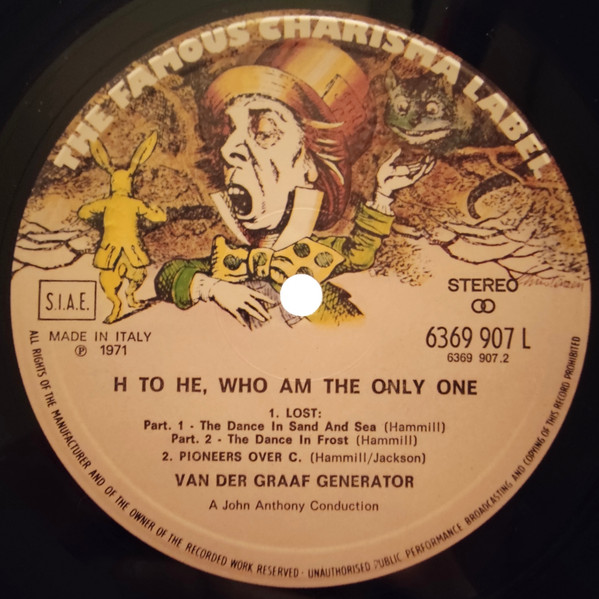 THE FAMOUS CHARISMA LABEL
S.I.A.E.
STEREO
MADE IN ITALY
℗ 1971
6369 907 L
6369 907.2
H TO HE, WHO AM THE ONLY ONE
1. LOST:
Part. 1 - The Dance In Sand And Sea (Hammill)
Part. 2 - The Dance In Frost (Hammill)
2. PIONEERS OVER C. (Hammill/Jackson)
VAN DER GRAAF GENERATOR
A John Anthony Conduction
ALL RIGHTS OF THE MANUFACTURER AND OF THE OWNER OF THE RECORDED WORK RESERVED · UNAUTHORISED PUBLIC PERFORMANCE BROADCASTING AND COPYING OF THIS RECORD PROHIBITED